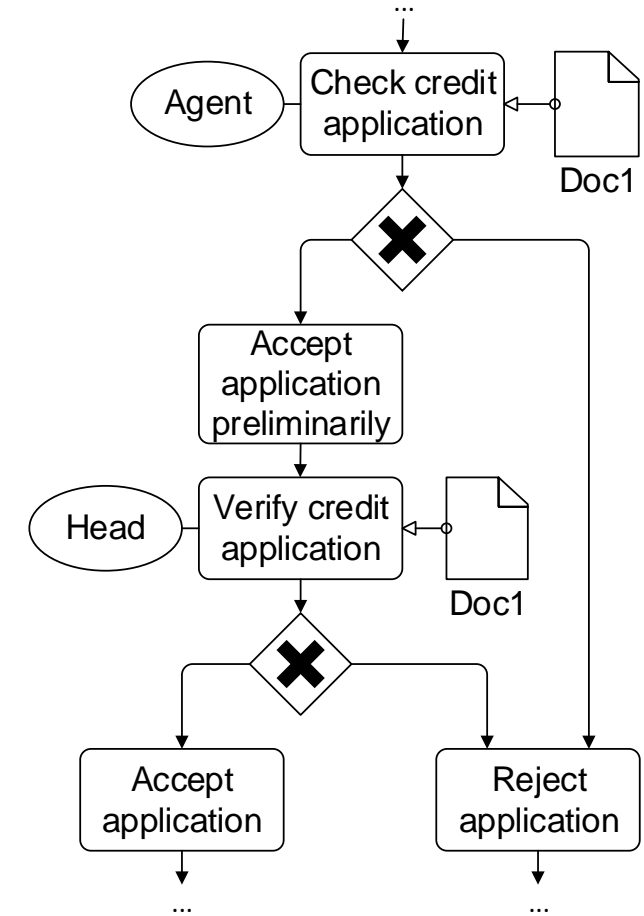 ...
Check credit
application
Agent
Doc1
Accept
application
preliminarily
Verify credit
application
Head
Doc1
Accept
application
Reject
application
...
...